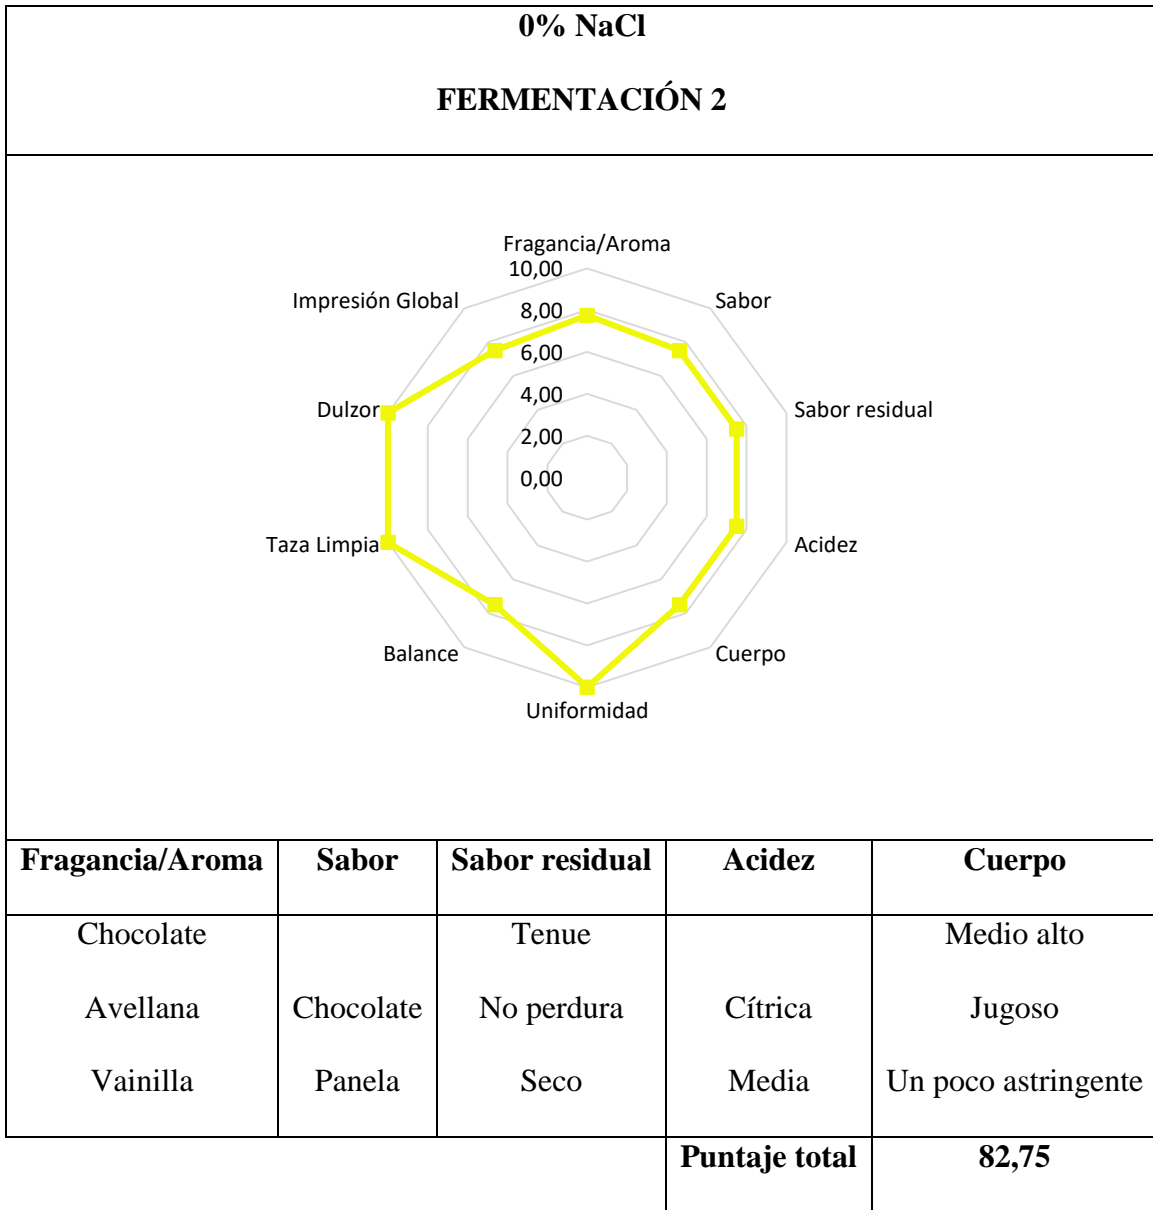 0% NaCl
FERMENTACIÓN 2
Fragancia/Aroma
10,00
Impresión Global
Sabor
8,00
6,00
4,00
Dulzor
Sabor residual
2,00
0,00
Taza Limpia
Acidez
Balance
Cuerpo
Uniformidad
Fragancia/Aroma Sabor Sabor residual Acidez Cuerpo
Chocolate Tenue Medio alto
Avellana Chocolate No perdura Cítrica Jugoso
Vainilla Panela Seco Media Un poco astringente
Puntaje total 82,75